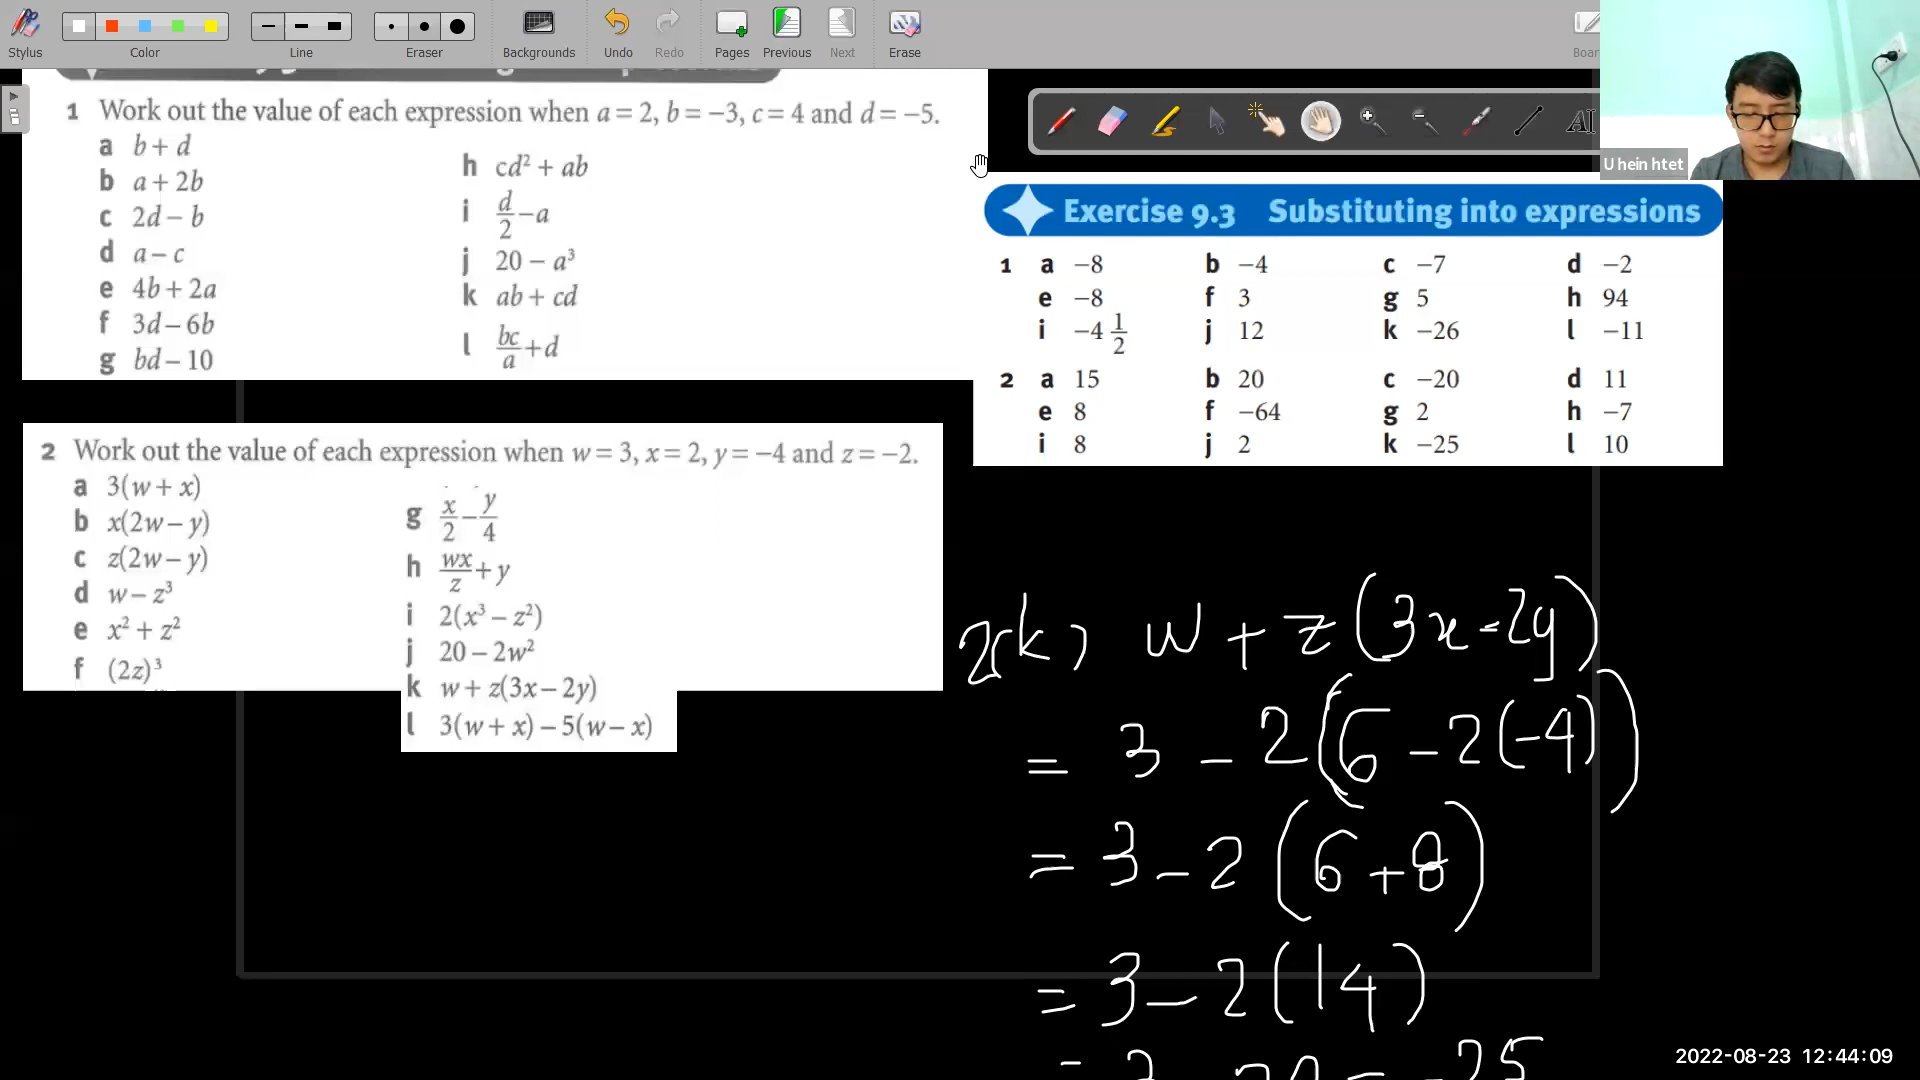 Stylus
Color
Line
Eraser
Backgrounds
Undo
Redo
Pages
Previous
Next
Erase
Boar
1 Work out the value of each expression when a = 2, b = −3, c = 4 and d = −5.
a b + d
b a + 2b
c 2d − b
d a − c
e 4b + 2a
f 3d − 6b
g bd − 10
h cd² + ab
i d/2 − a
j 20 − a³
k ab + cd
l bc/a + d
2 Work out the value of each expression when w = 3, x = 2, y = −4 and z = −2.
a 3(w + x)
b x(2w − y)
c z(2w − y)
d w − z³
e x² + z²
f (2z)³
g x/2 − y/4
h wx/z + y
i 2(x³ − z²)
j 20 − 2w²
k w + z(3x − 2y)
l 3(w + x) − 5(w − x)
AI
U hein htet
Exercise 9.3 Substituting into expressions
1 a −8 b −4 c −7 d −2
e −8 f 3 g 5 h 94
i −4 1/2 j 12 k −26 l −11
2 a 15 b 20 c −20 d 11
e 8 f −64 g 2 h −7
i 8 j 2 k −25 l 10
k) w + z (3x − 2y)
= 3 − 2(6 − 2(−4))
= 3 − 2 (6 + 8)
= 3 − 2 (14)
2022-08-23 12:44:09